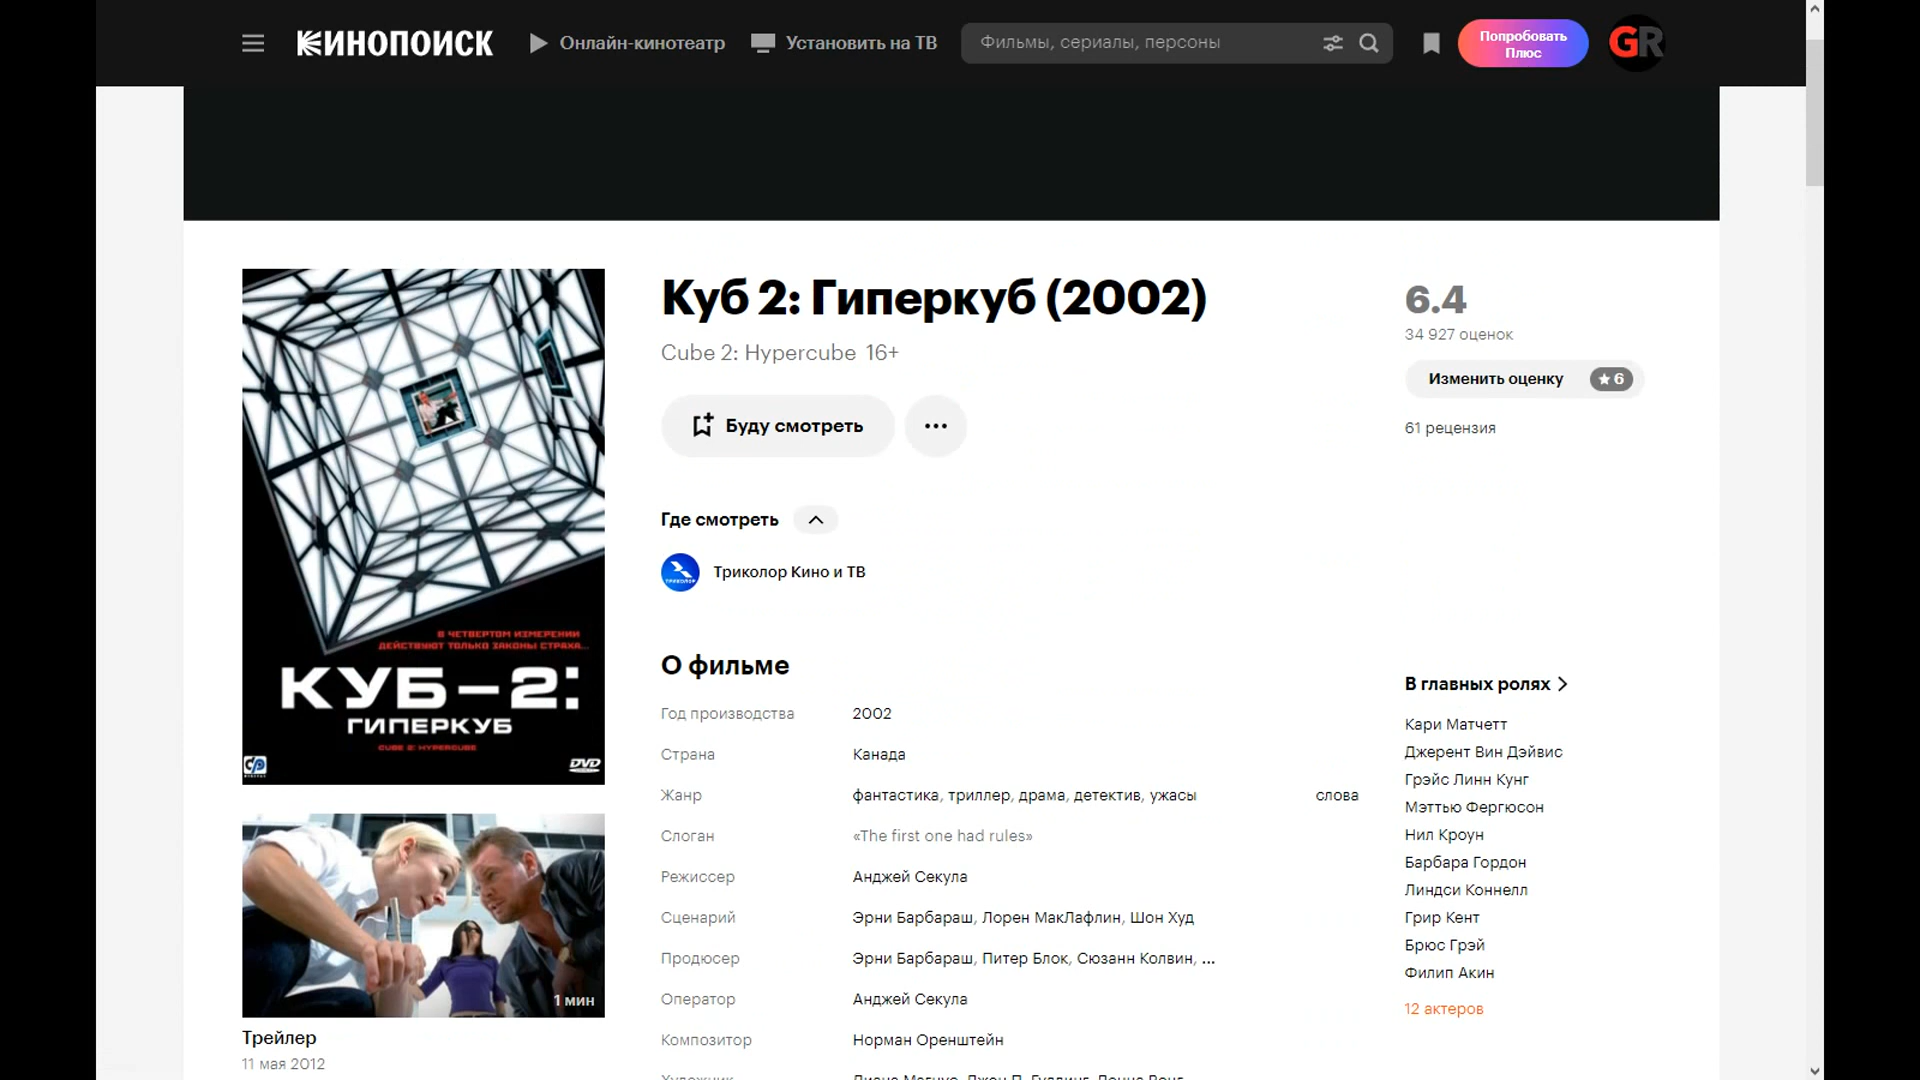 КИНОПОИСК
Онлайн-кинотеатр
Установить на ТВ
Фильмы, сериалы, персоны
Попробовать
Плюс
GR
Куб 2: Гиперкуб (2002)
Cube 2: Hypercube 16+
Буду смотреть
Где смотреть
ТРИКОЛОР
Триколор Кино и ТВ
6.4
34 927 оценок
Изменить оценку
6
61 рецензия
В ЧЕТВЕРТОМ ИЗМЕРЕНИИ
ДЕЙСТВУЮТ ТОЛЬКО ЗАКОНЫ СТРАХА...
КУБ-2:
ГИПЕРКУБ
CUBE 2: HYPERCUBE
DVD
1 мин
Трейлер
11 мая 2012
О фильме
Год производства 2002
Страна Канада
Жанр фантастика, триллер, драма, детектив, ужасы слова
Слоган «The first one had rules»
Режиссер Анджей Секула
Сценарий Эрни Барбараш, Лорен МакЛафлин, Шон Худ
Продюсер Эрни Барбараш, Питер Блок, Сюзанн Колвин, ...
Оператор Анджей Секула
Композитор Норман Оренштейн
В главных ролях
Кари Матчетт
Джерент Вин Дэйвис
Грэйс Линн Кунг
Мэттью Фергюсон
Нил Кроун
Барбара Гордон
Линдси Коннелл
Грир Кент
Брюс Грэй
Филип Акин
12 актеров